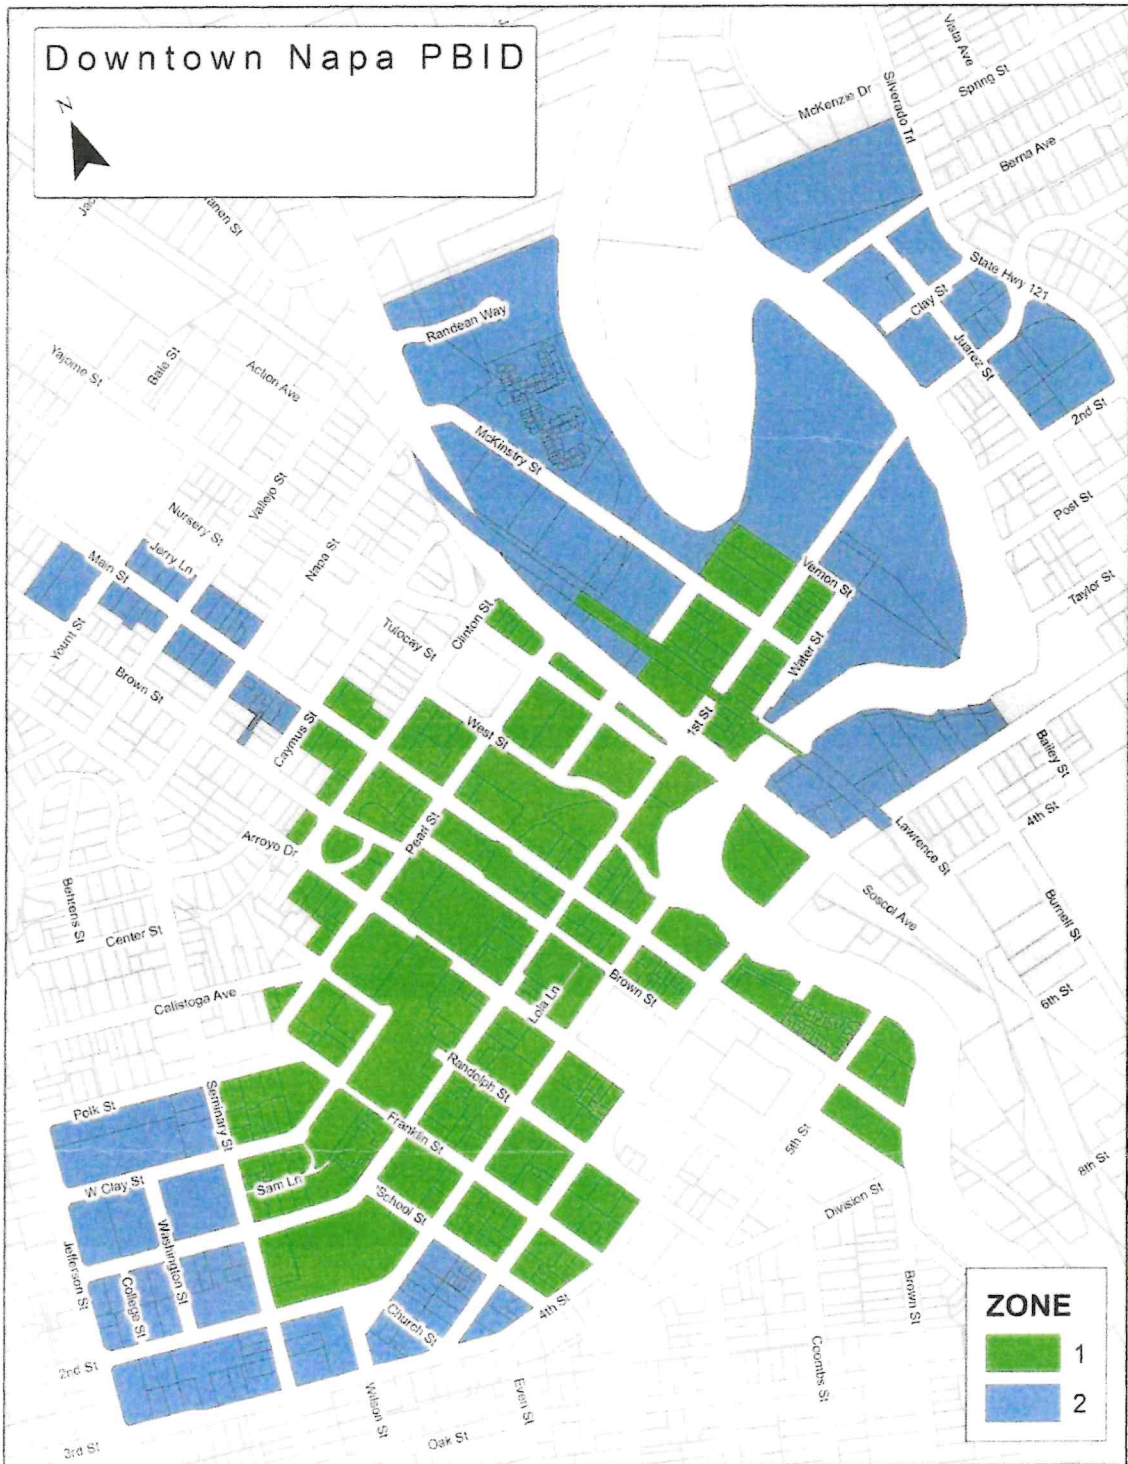 Downtown Napa PBID
Z
Vista Ave
Spring St
Silverado Trl
McKenzie Dr
Berna Ave
State Hwy 121
Clay St
Juarez St
2nd St
Randean Way
Yajome St
Bale St
Action Ave
McKinstry St
Post St
Vallejo St
Nursery St
Jerry Ln
Main St
Napa St
Vernon St
Taylor St
Clinton St
Tulocay St
Water St
Yount St
Brown St
West St
1st St
Caymus St
Bailey St
4th St
Pearl St
Arroyo Dr
Lawrence St
Soscol Ave
Burnell St
Behrens St
Center St
Brown St
Lola Ln
6th St
Calistoga Ave
Randolph St
Polk St
Seminary St
Franklin St
5th St
8th St
W Clay St
Sam Ln
School St
Division St
Jefferson St
Washington St
College St
Church St
4th St
Brown St
2nd St
Coombs St
Even St
Wilson St
Oak St
3rd St
ZONE
1
2